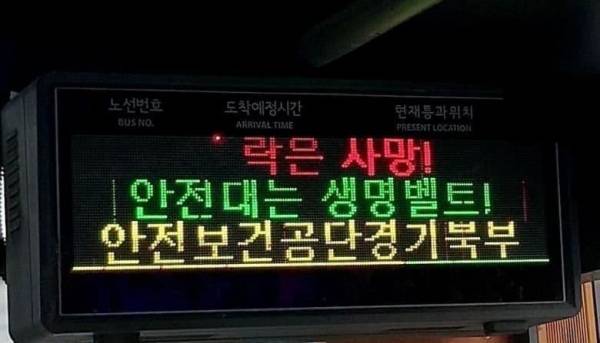 노선번호 도착예정시간 현재통과위치
BUS NO. ARRIVAL TIME PRESENT LOCATION
락은 사망!
안전대는 생명벨트!
안전보건공단경기북부